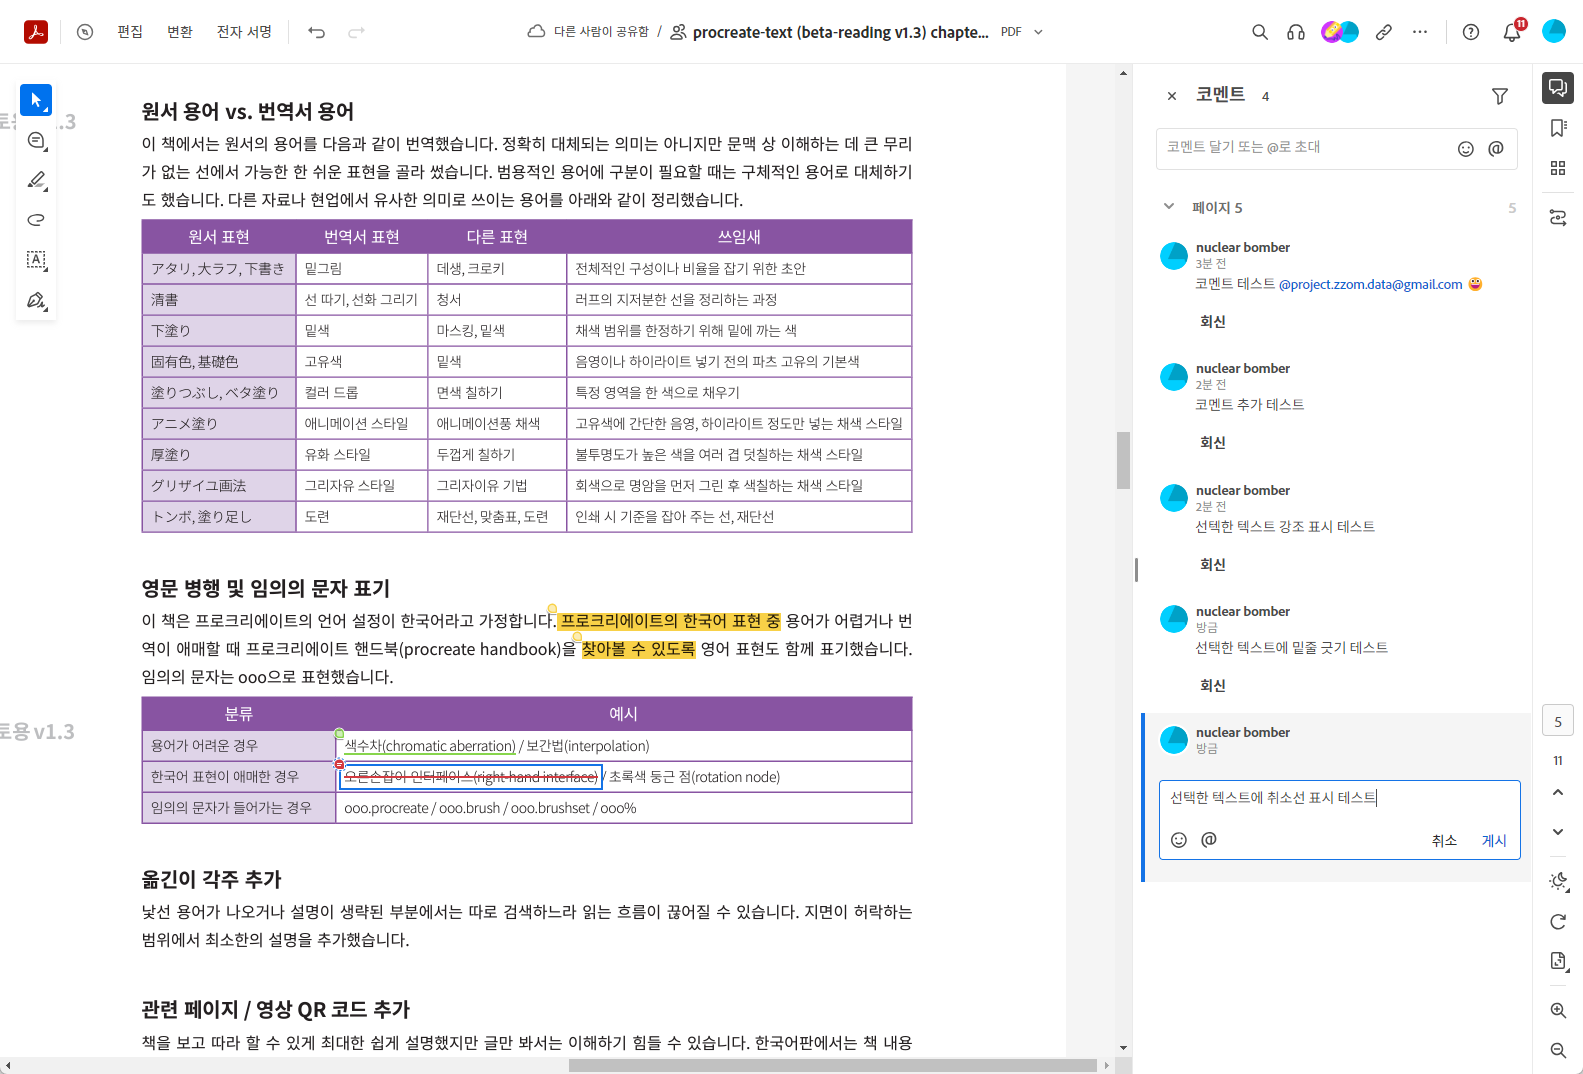 편집 변환 전자 서명 다른 사람이 공유함 / procreate-text (beta-reading v1.3) chapte... PDF 11
원서 용어 vs. 번역서 용어
이 책에서는 원서의 용어를 다음과 같이 번역했습니다. 정확히 대체되는 의미는 아니지만 문맥 상 이해하는 데 큰 무리
가 없는 선에서 가능한 한 쉬운 표현을 골라 썼습니다. 범용적인 용어에 구분이 필요할 때는 구체적인 용어로 대체하기
도 했습니다. 다른 자료나 현업에서 유사한 의미로 쓰이는 용어를 아래와 같이 정리했습니다.
원서 표현 번역서 표현 다른 표현 쓰임새
アタリ, 大ラフ, 下書き 밑그림 데생, 크로키 전체적인 구성이나 비율을 잡기 위한 초안
清書 선 따기, 선화 그리기 청서 러프의 지저분한 선을 정리하는 과정
下塗り 밑색 마스킹, 밑색 채색 범위를 한정하기 위해 밑에 까는 색
固有色, 基礎色 고유색 밑색 음영이나 하이라이트 넣기 전의 파츠 고유의 기본색
塗りつぶし, ベタ塗り 컬러 드롭 면색 칠하기 특정 영역을 한 색으로 채우기
アニメ塗り 애니메이션 스타일 애니메이션풍 채색 고유색에 간단한 음영, 하이라이트 정도만 넣는 채색 스타일
厚塗り 유화 스타일 두껍게 칠하기 불투명도가 높은 색을 여러 겹 덧칠하는 채색 스타일
グリザイユ画法 그리자유 스타일 그리자이유 기법 회색으로 명암을 먼저 그린 후 색칠하는 채색 스타일
トンボ, 塗り足し 도련 재단선, 맞춤표, 도련 인쇄 시 기준을 잡아 주는 선, 재단선
영문 병행 및 임의의 문자 표기
이 책은 프로크리에이트의 언어 설정이 한국어라고 가정합니다. 프로크리에이트의 한국어 표현 중 용어가 어렵거나 번
역이 애매할 때 프로크리에이트 핸드북(procreate handbook)을 찾아볼 수 있도록 영어 표현도 함께 표기했습니다.
임의의 문자는 ooo으로 표현했습니다.
분류 예시
용어가 어려운 경우 색수차(chromatic aberration) / 보간법(interpolation)
한국어 표현이 애매한 경우 오른손잡이 인터페이스(right-hand interface) / 초록색 둥근 점(rotation node)
임의의 문자가 들어가는 경우 ooo.procreate / ooo.brush / ooo.brushset / ooo%
옮긴이 각주 추가
낯선 용어가 나오거나 설명이 생략된 부분에서는 따로 검색하느라 읽는 흐름이 끊어질 수 있습니다. 지면이 허락하는
범위에서 최소한의 설명을 추가했습니다.
관련 페이지 / 영상 QR 코드 추가
책을 보고 따라 할 수 있게 최대한 쉽게 설명했지만 글만 봐서는 이해하기 힘들 수 있습니다. 한국어판에서는 책 내용
토용 v1.3
코멘트 4
코멘트 달기 또는 @로 초대
페이지 5 5
nuclear bomber
3분 전
코멘트 테스트 @project.zzom.data@gmail.com
회신
nuclear bomber
2분 전
코멘트 추가 테스트
회신
nuclear bomber
2분 전
선텍한 텍스트 강조 표시 테스트
회신
nuclear bomber
방금
선택한 텍스트에 밑줄 긋기 테스트
회신
nuclear bomber
방금
선택한 텍스트에 취소선 표시 테스트
취소 게시
5
11